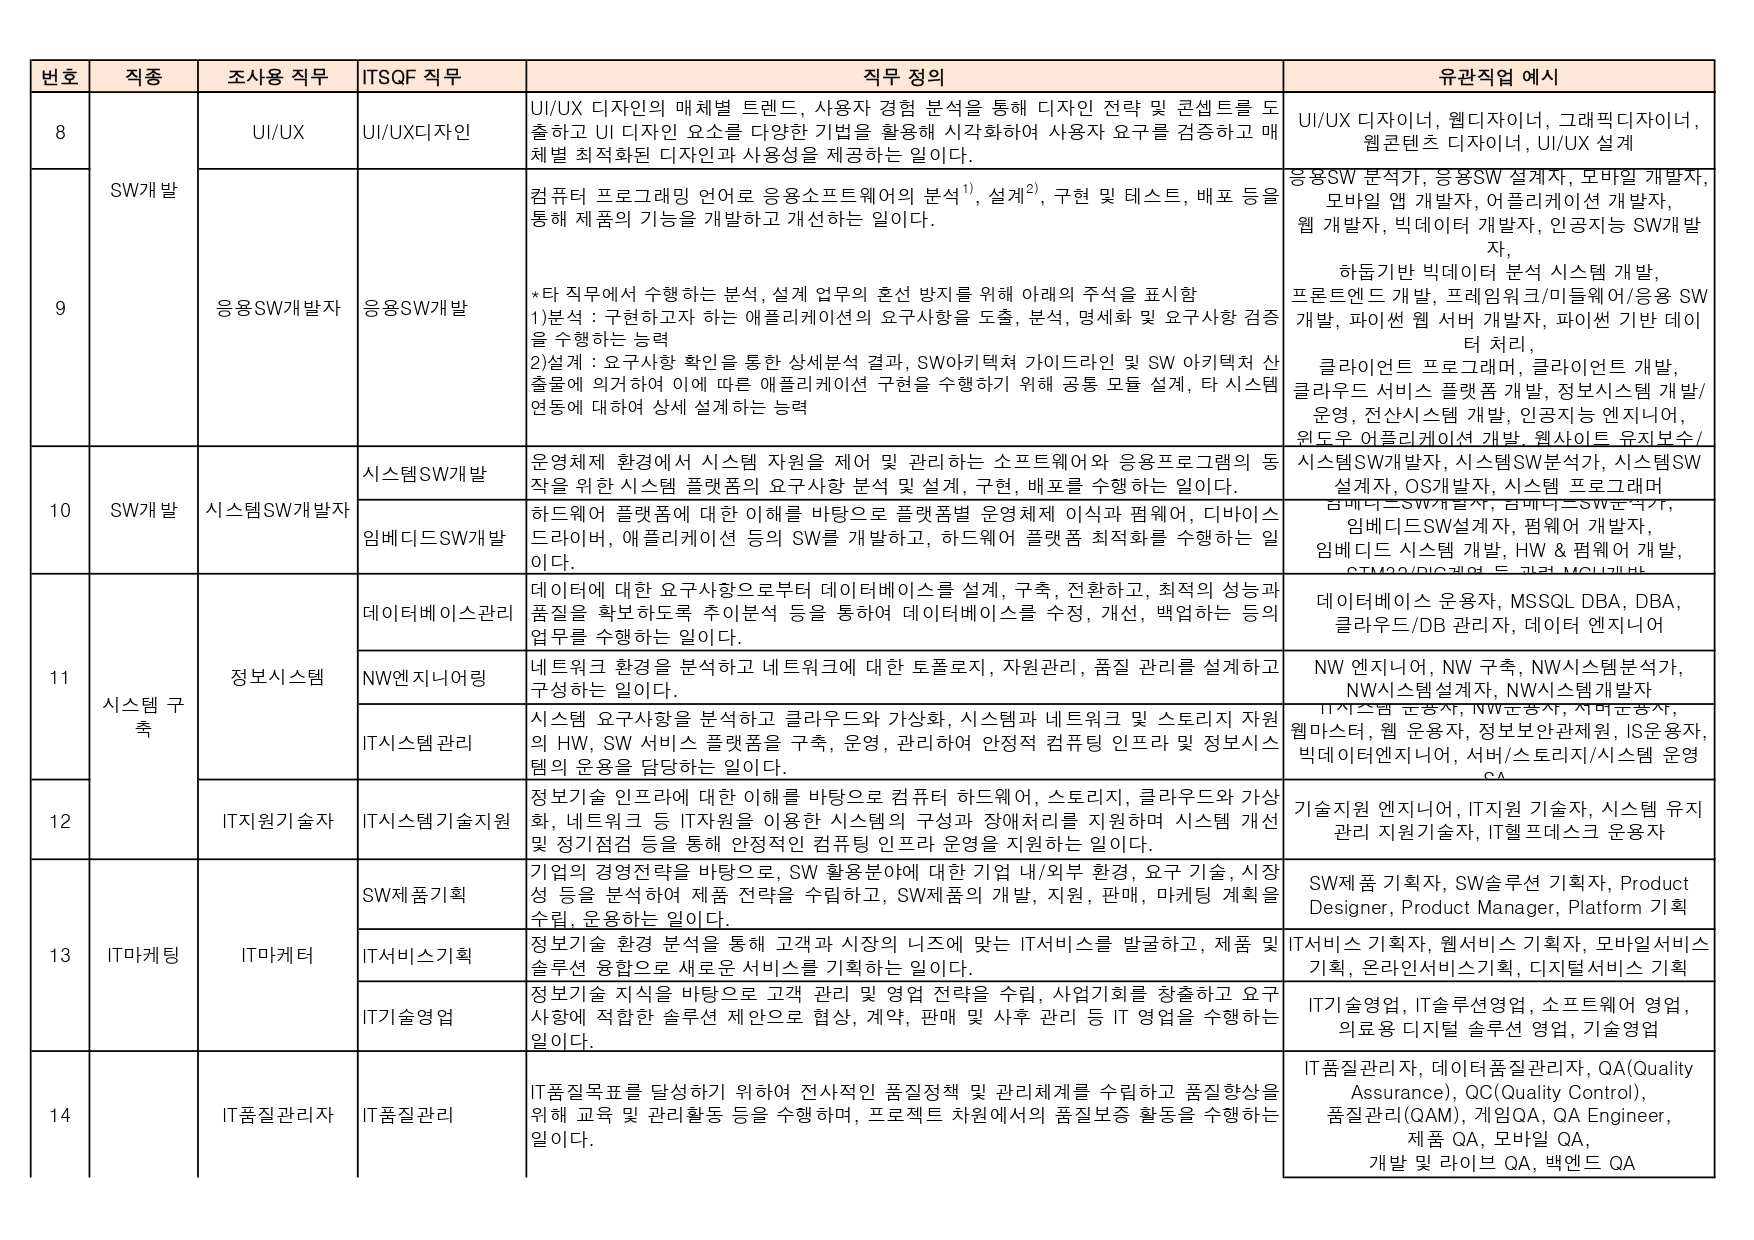 번호 직종 조사용 직무 ITSQF 직무 직무 정의 유관직업 예시
8
SW개발
UI/UX
UI/UX디자인
UI/UX 디자인의 매체별 트렌드, 사용자 경험 분석을 통해 디자인 전략 및 콘셉트를 도
출하고 UI 디자인 요소를 다양한 기법을 활용해 시각화하여 사용자 요구를 검증하고 매
체별 최적화된 디자인과 사용성을 제공하는 일이다.
UI/UX 디자이너, 웹디자이너, 그래픽디자이너,
웹콘텐츠 디자이너, UI/UX 설계
9
응용SW개발자
응용SW개발
컴퓨터 프로그래밍 언어로 응용소프트웨어의 분석1), 설계2), 구현 및 테스트, 배포 등을
통해 제품의 기능을 개발하고 개선하는 일이다.
*타 직무에서 수행하는 분석, 설계 업무의 혼선 방지를 위해 아래의 주석을 표시함
1)분석 : 구현하고자 하는 애플리케이션의 요구사항을 도출, 분석, 명세화 및 요구사항 검증
을 수행하는 능력
2)설계 : 요구사항 확인을 통한 상세분석 결과, SW아키텍쳐 가이드라인 및 SW 아키텍처 산
출물에 의거하여 이에 따른 애플리케이션 구현을 수행하기 위해 공통 모듈 설계, 타 시스템
연동에 대하여 상세 설계하는 능력
응용SW 분석가, 응용SW 설계자, 모바일 개발자,
모바일 앱 개발자, 어플리케이션 개발자,
웹 개발자, 빅데이터 개발자, 인공지능 SW개발
자,
하둡기반 빅데이터 분석 시스템 개발,
프론트엔드 개발, 프레임워크/미들웨어/응용 SW
개발, 파이썬 웹 서버 개발자, 파이썬 기반 데이
터 처리,
클라이언트 프로그래머, 클라이언트 개발,
클라우드 서비스 플랫폼 개발, 정보시스템 개발/
운영, 전산시스템 개발, 인공지능 엔지니어,
윈도우 어플리케이션 개발, 웹사이트 유지보수/
10
SW개발
시스템SW개발자
시스템SW개발
운영체제 환경에서 시스템 자원을 제어 및 관리하는 소프트웨어와 응용프로그램의 동
작을 위한 시스템 플랫폼의 요구사항 분석 및 설계, 구현, 배포를 수행하는 일이다.
시스템SW개발자, 시스템SW분석가, 시스템SW
설계자, OS개발자, 시스템 프로그래머
임베디드SW개발
하드웨어 플랫폼에 대한 이해를 바탕으로 플랫폼별 운영체제 이식과 펌웨어, 디바이스
드라이버, 애플리케이션 등의 SW를 개발하고, 하드웨어 플랫폼 최적화를 수행하는 일
이다.
임베디드SW개발자, 임베디드SW분석가,
임베디드SW설계자, 펌웨어 개발자,
임베디드 시스템 개발, HW & 펌웨어 개발,
11
시스템 구
축
정보시스템
데이터베이스관리
데이터에 대한 요구사항으로부터 데이터베이스를 설계, 구축, 전환하고, 최적의 성능과
품질을 확보하도록 추이분석 등을 통하여 데이터베이스를 수정, 개선, 백업하는 등의
업무를 수행하는 일이다.
데이터베이스 운용자, MSSQL DBA, DBA,
클라우드/DB 관리자, 데이터 엔지니어
NW엔지니어링
네트워크 환경을 분석하고 네트워크에 대한 토폴로지, 자원관리, 품질 관리를 설계하고
구성하는 일이다.
NW 엔지니어, NW 구축, NW시스템분석가,
NW시스템설계자, NW시스템개발자
IT시스템관리
시스템 요구사항을 분석하고 클라우드와 가상화, 시스템과 네트워크 및 스토리지 자원
의 HW, SW 서비스 플랫폼을 구축, 운영, 관리하여 안정적 컴퓨팅 인프라 및 정보시스
템의 운용을 담당하는 일이다.
IT시스템 운용자, NW운용자, 서버운용자,
웹마스터, 웹 운용자, 정보보안관제원, IS운용자,
빅데이터엔지니어, 서버/스토리지/시스템 운영
12
IT지원기술자
IT시스템기술지원
정보기술 인프라에 대한 이해를 바탕으로 컴퓨터 하드웨어, 스토리지, 클라우드와 가상
화, 네트워크 등 IT자원을 이용한 시스템의 구성과 장애처리를 지원하며 시스템 개선
및 정기점검 등을 통해 안정적인 컴퓨팅 인프라 운영을 지원하는 일이다.
기술지원 엔지니어, IT지원 기술자, 시스템 유지
관리 지원기술자, IT헬프데스크 운용자
13
IT마케팅
IT마케터
SW제품기획
기업의 경영전략을 바탕으로, SW 활용분야에 대한 기업 내/외부 환경, 요구 기술, 시장
성 등을 분석하여 제품 전략을 수립하고, SW제품의 개발, 지원, 판매, 마케팅 계획을
수립, 운용하는 일이다.
SW제품 기획자, SW솔루션 기획자, Product
Designer, Product Manager, Platform 기획
IT서비스기획
정보기술 환경 분석을 통해 고객과 시장의 니즈에 맞는 IT서비스를 발굴하고, 제품 및
솔루션 융합으로 새로운 서비스를 기획하는 일이다.
IT서비스 기획자, 웹서비스 기획자, 모바일서비스
기획, 온라인서비스기획, 디지털서비스 기획
IT기술영업
정보기술 지식을 바탕으로 고객 관리 및 영업 전략을 수립, 사업기회를 창출하고 요구
사항에 적합한 솔루션 제안으로 협상, 계약, 판매 및 사후 관리 등 IT 영업을 수행하는
일이다.
IT기술영업, IT솔루션영업, 소프트웨어 영업,
의료용 디지털 솔루션 영업, 기술영업
14
IT품질관리자
IT품질관리
IT품질목표를 달성하기 위하여 전사적인 품질정책 및 관리체계를 수립하고 품질향상을
위해 교육 및 관리활동 등을 수행하며, 프로젝트 차원에서의 품질보증 활동을 수행하는
일이다.
IT품질관리자, 데이터품질관리자, QA(Quality
Assurance), QC(Quality Control),
품질관리(QAM), 게임QA, QA Engineer,
제품 QA, 모바일 QA,
개발 및 라이브 QA, 백엔드 QA